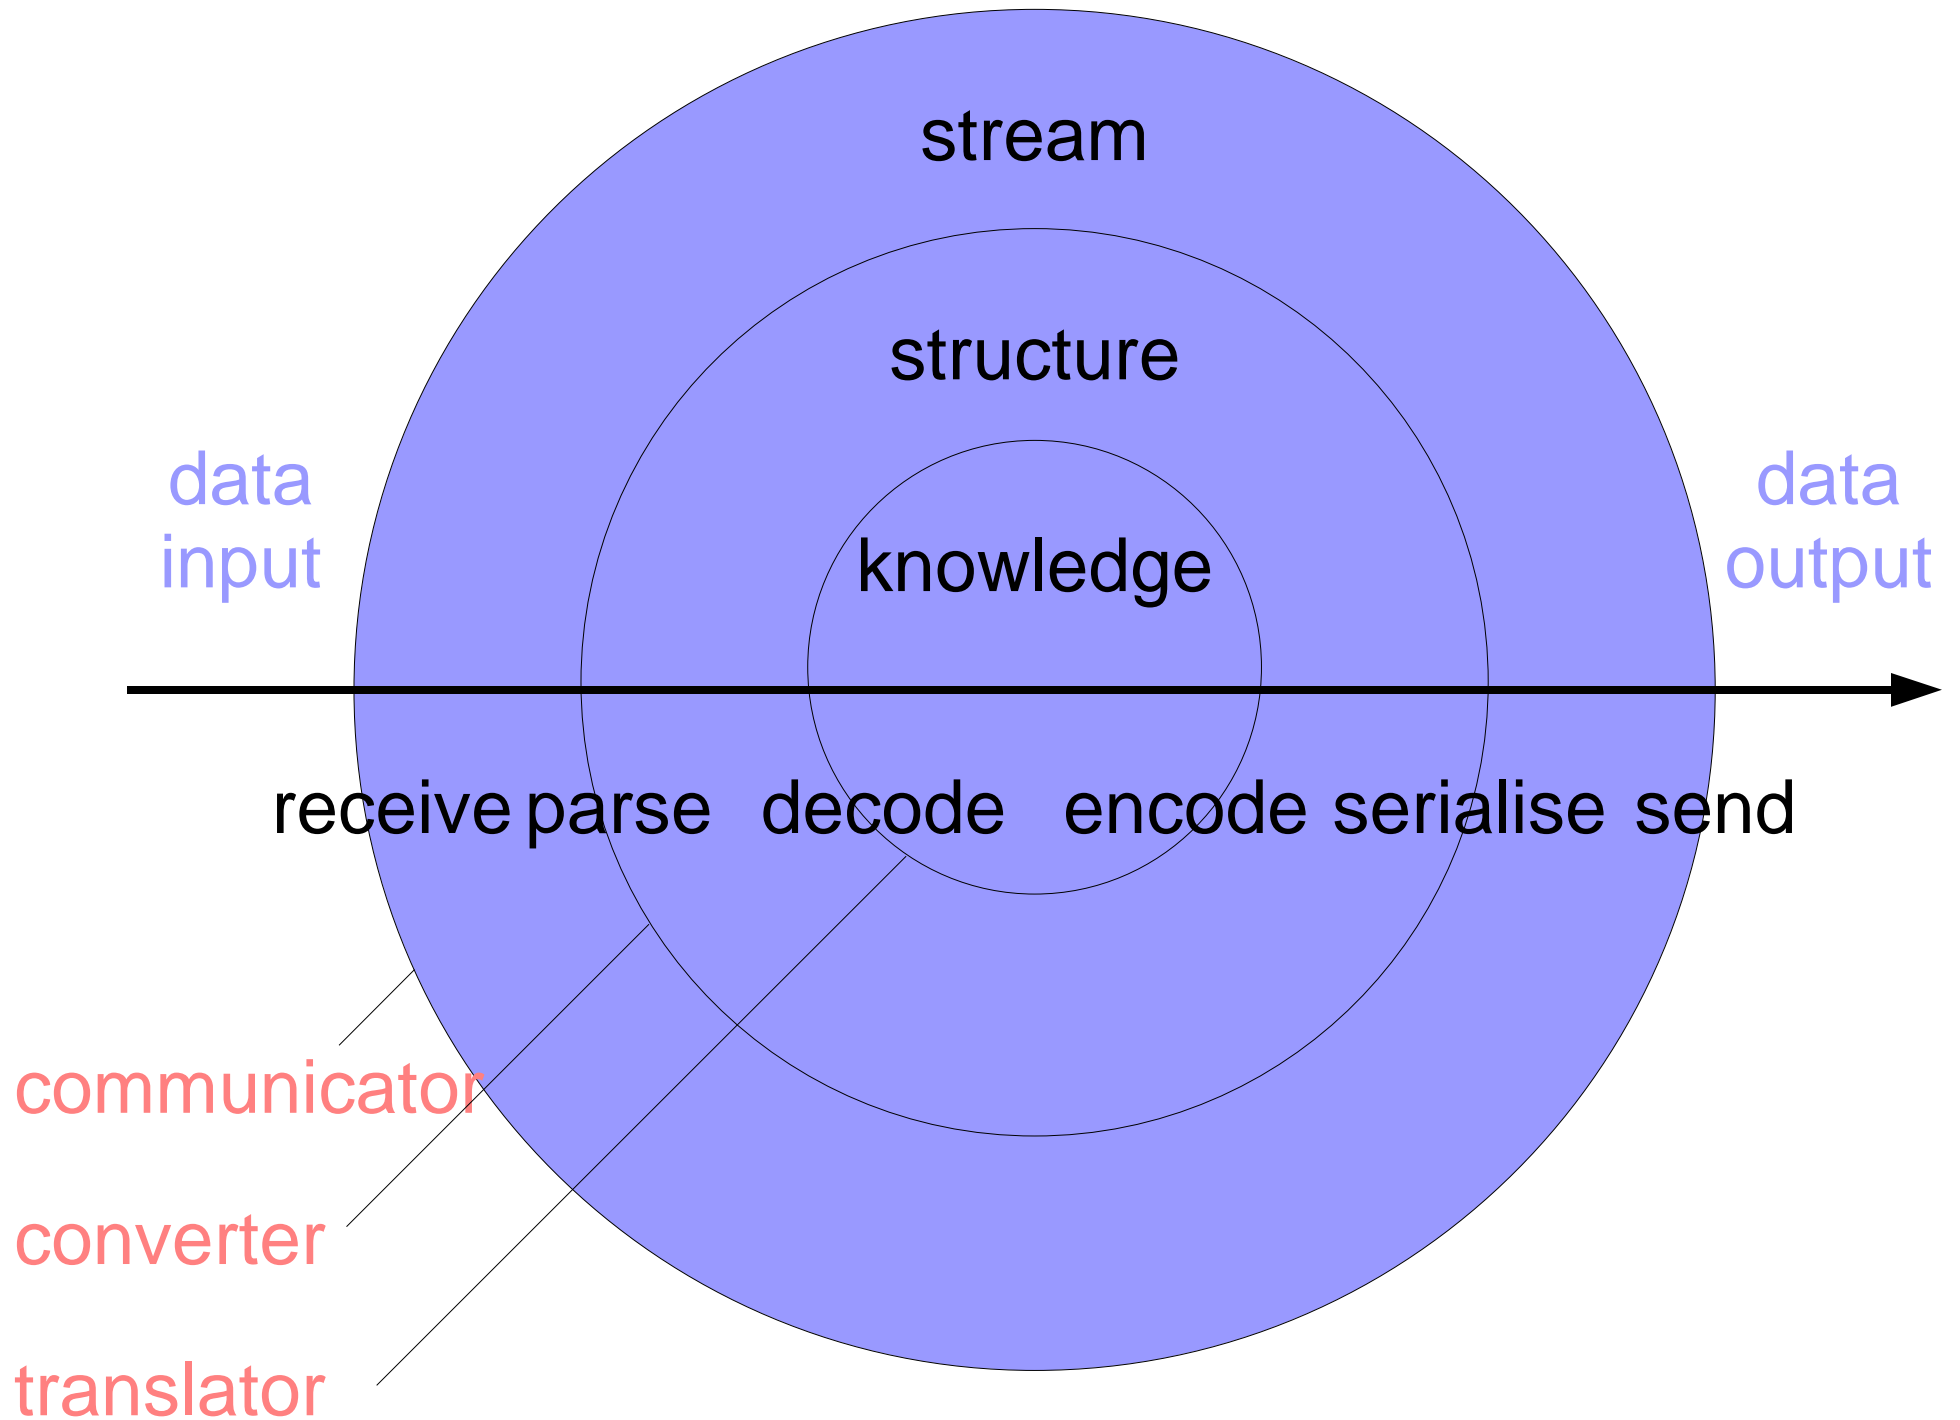 stream
structure
data
input
data
output
knowledge
receive parse decode encode serialise send
communicator
converter
translator